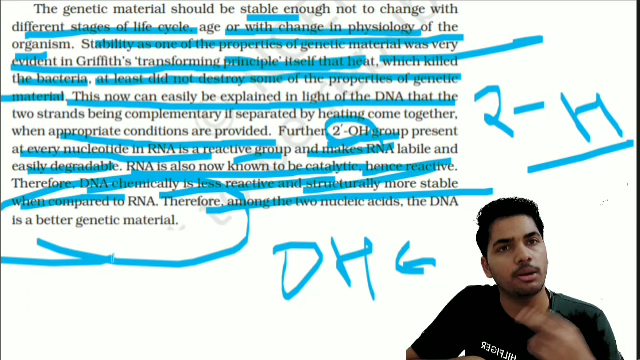 The genetic material should be stable enough not to change with
different stages of life cycle, age or with change in physiology of the
organism. Stability as one of the properties of genetic material was very
evident in Griffith's 'transforming principle' itself that heat, which killed
the bacteria, at least did not destroy some of the properties of genetic
material. This now can easily be explained in light of the DNA that the
two strands being complementary if separated by heating come together,
when appropriate conditions are provided. Further, 2'-OH group present
at every nucleotide in RNA is a reactive group and makes RNA labile and
easily degradable. RNA is also now known to be catalytic, hence reactive.
Therefore, DNA chemically is less reactive and structurally more stable
when compared to RNA. Therefore, among the two nucleic acids, the DNA
is a better genetic material.
2-H
HILFIGER